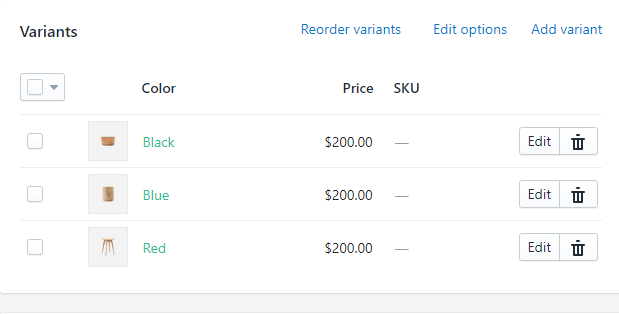 Variants Reorder variants Edit options Add variant
Color Price SKU
Black $200.00 — Edit
Blue $200.00 — Edit
Red $200.00 — Edit